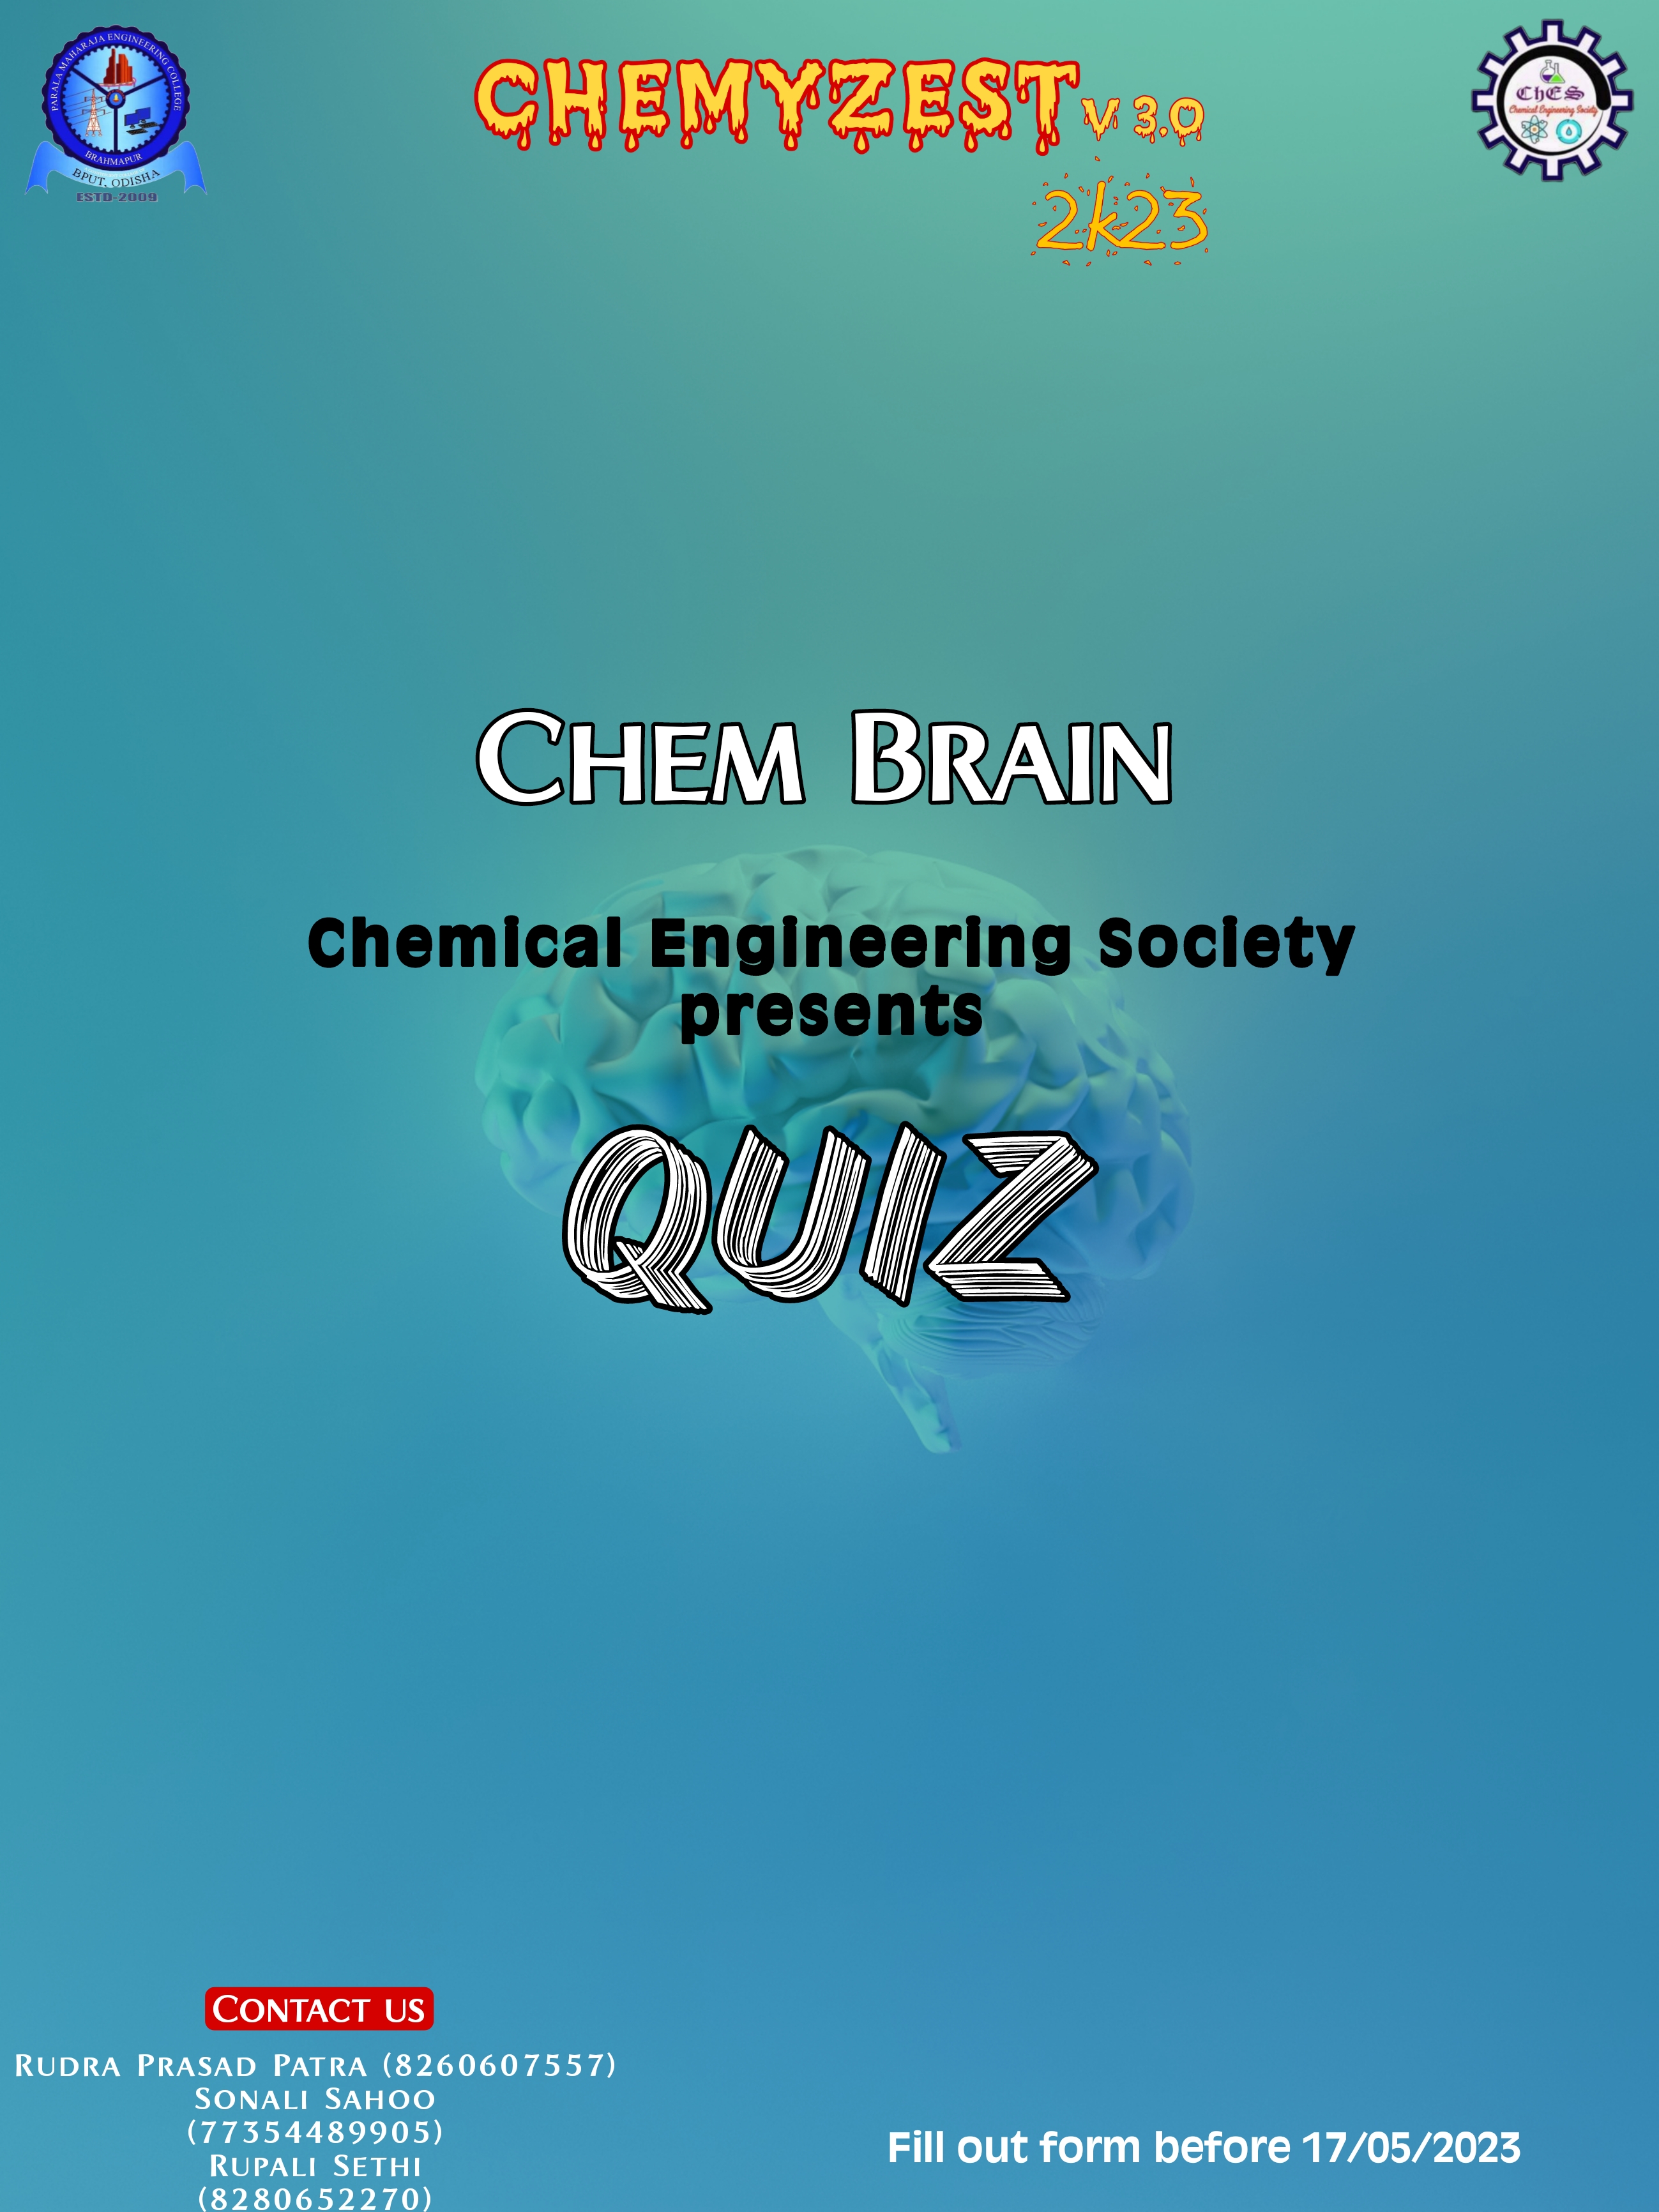 PARALA MAHARAJA ENGINEERING COLLEGE
BRAHMAPUR
BPUT, ODISHA
ESTD-2009
CHEMYZEST V 3.0
2k23
ChES
Chemical Engineering Society
CHEM BRAIN
Chemical Engineering Society
presents
QUIZ
CONTACT US
RUDRA PRASAD PATRA (8260607557)
SONALI SAHOO
(77354489905)
RUPALI SETHI
(8280652270)
Fill out form before 17/05/2023